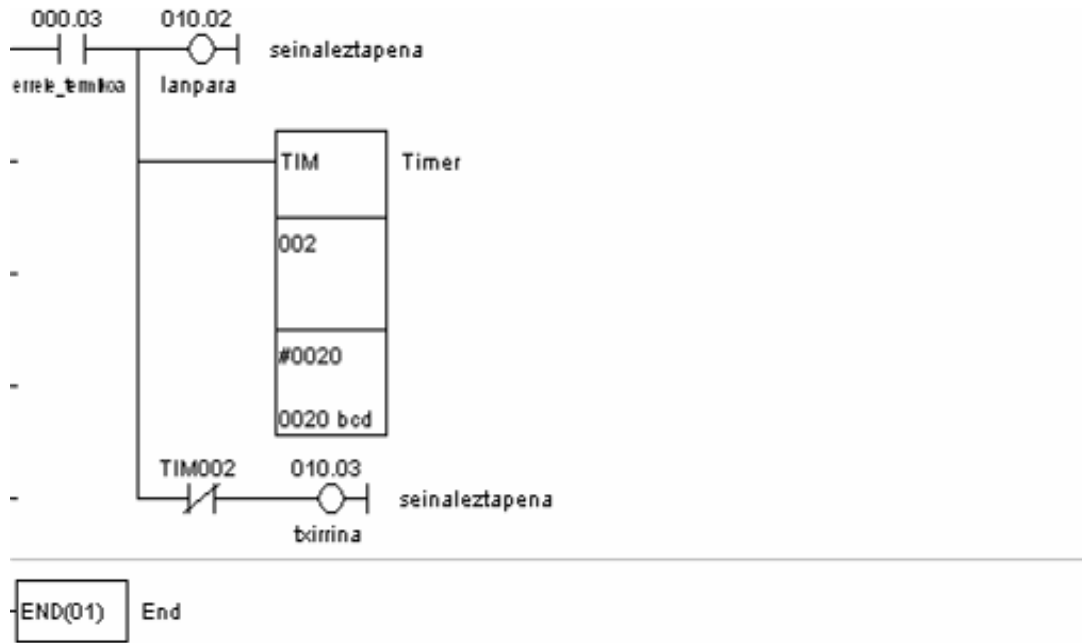 000.03 010.02
seinaleztapena
errele_termikoa lanpara
TIM Timer
002
#0020
0020 bcd
TIM002 010.03
seinaleztapena
txirrina
END(01) End